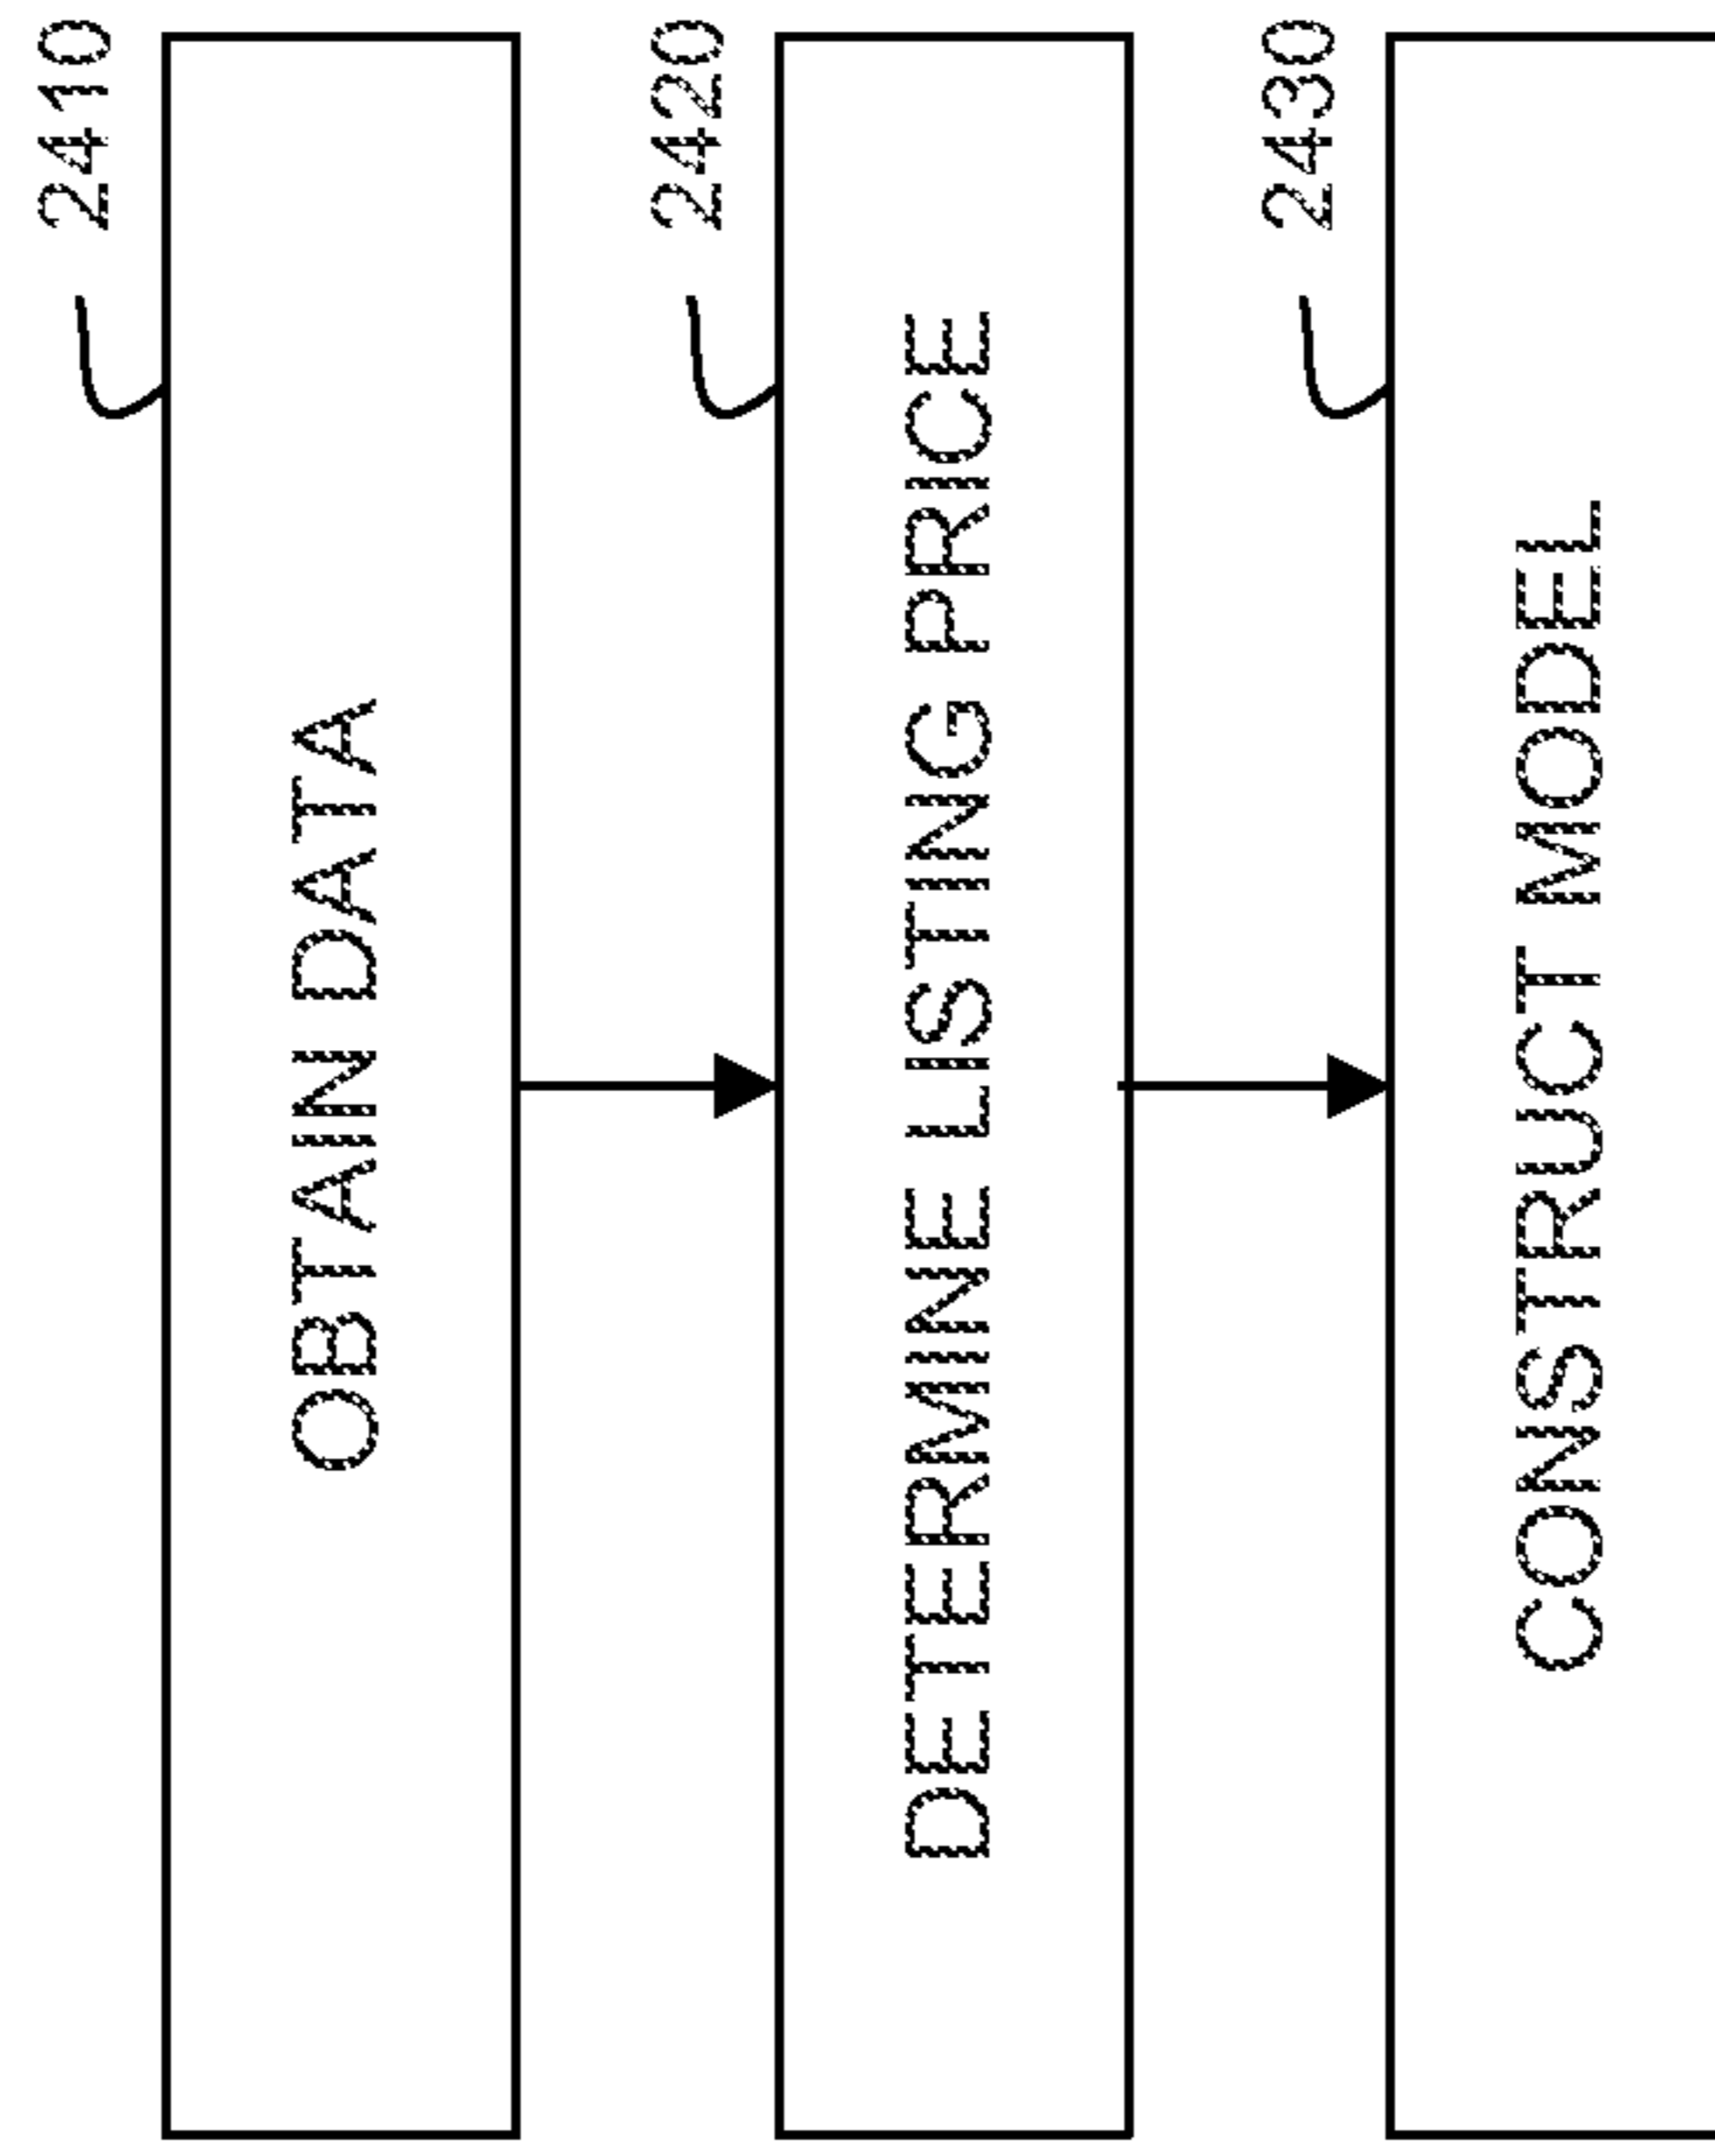 2410
OBTAIN DATA
2420
DETERMINE LISTING PRICE
2430
CONSTRUCT MODEL